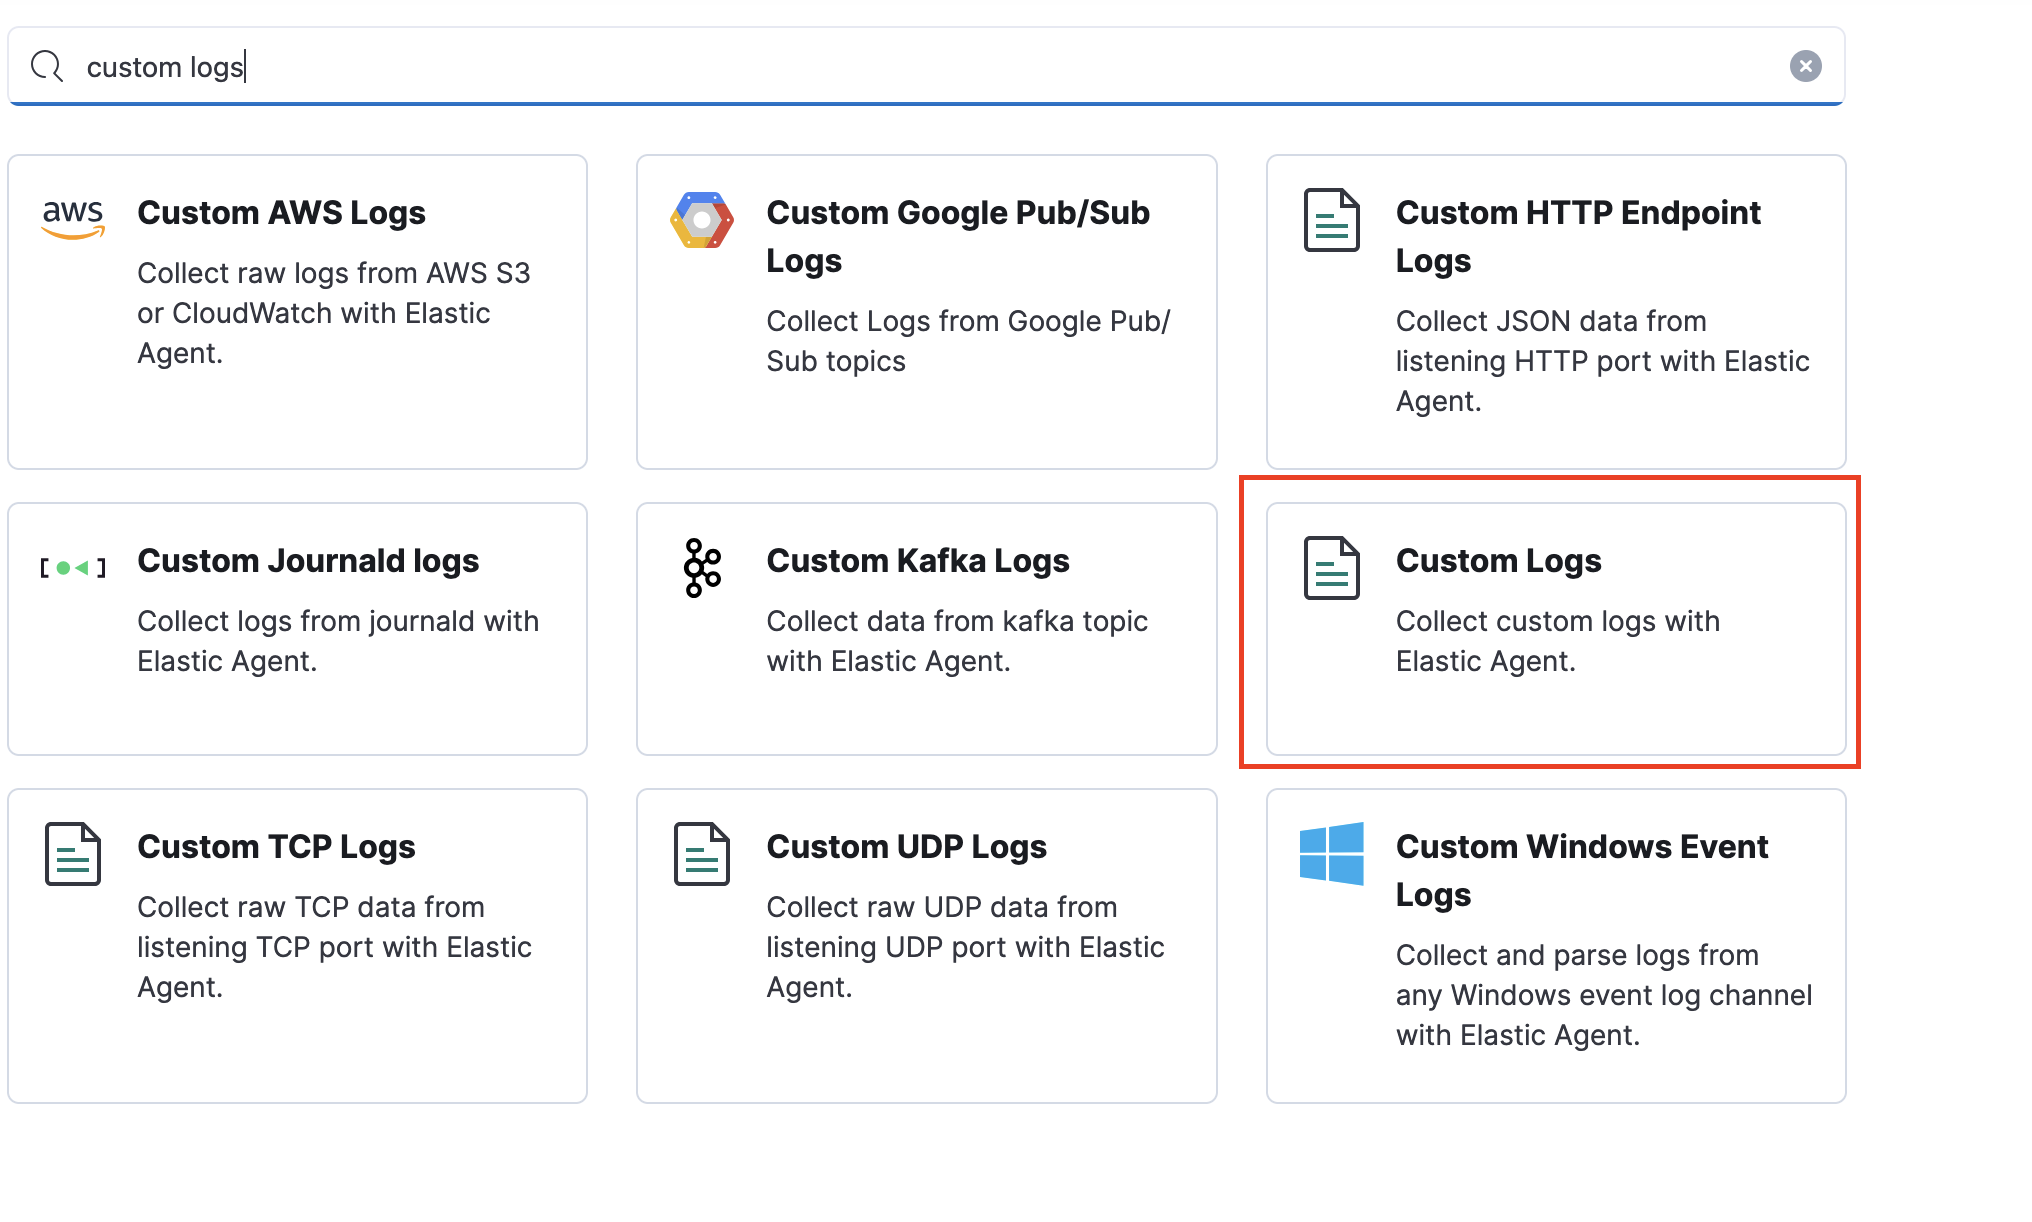 custom logs
aws
Custom AWS Logs
Collect raw logs from AWS S3
or CloudWatch with Elastic
Agent.
Custom Google Pub/Sub
Logs
Collect Logs from Google Pub/
Sub topics
Custom HTTP Endpoint
Logs
Collect JSON data from
listening HTTP port with Elastic
Agent.
Custom Journald logs
Collect logs from journald with
Elastic Agent.
Custom Kafka Logs
Collect data from kafka topic
with Elastic Agent.
Custom Logs
Collect custom logs with
Elastic Agent.
Custom TCP Logs
Collect raw TCP data from
listening TCP port with Elastic
Agent.
Custom UDP Logs
Collect raw UDP data from
listening UDP port with Elastic
Agent.
Custom Windows Event
Logs
Collect and parse logs from
any Windows event log channel
with Elastic Agent.